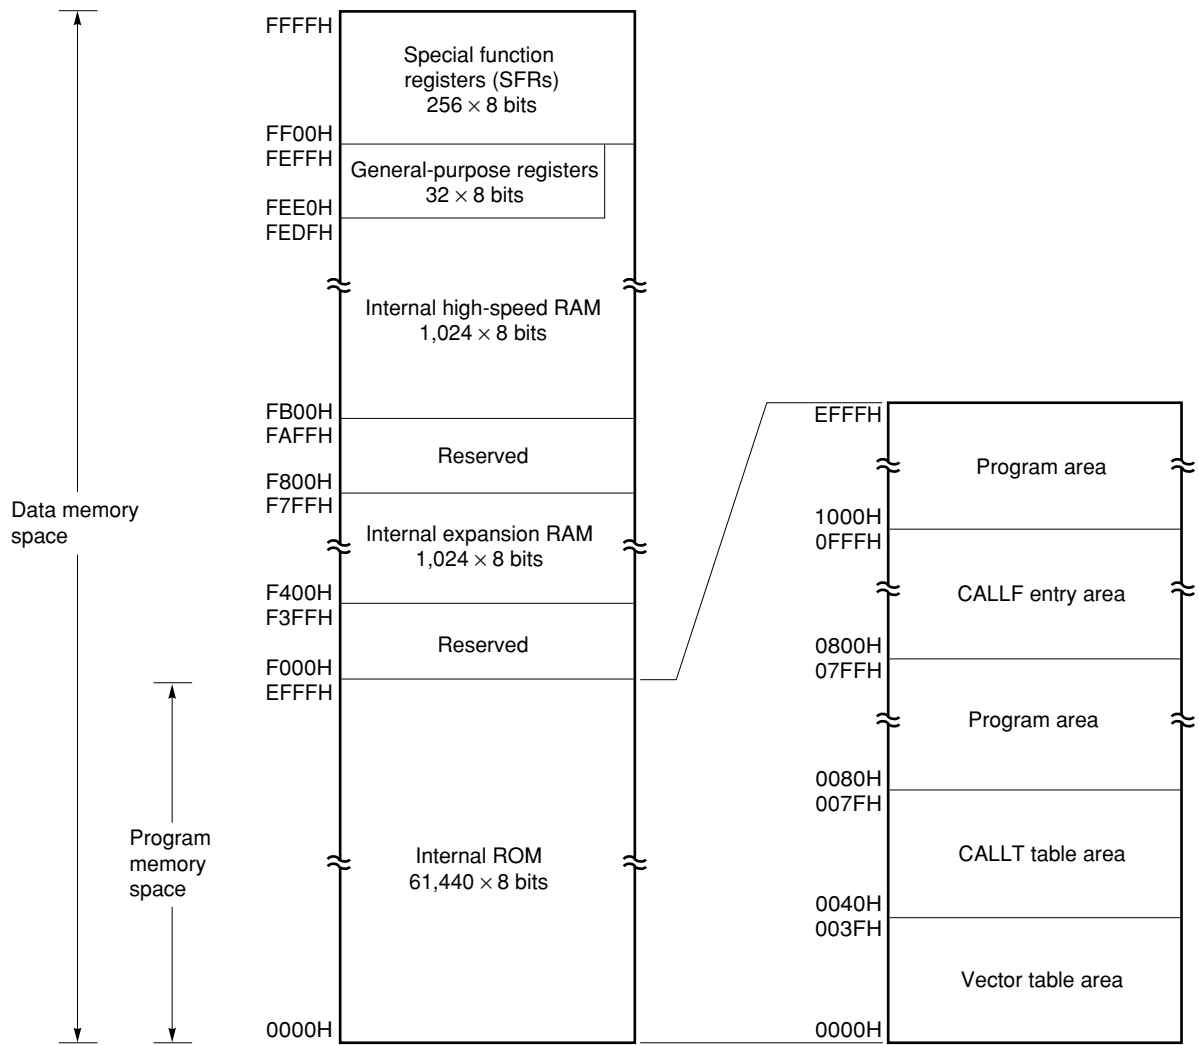 FFFFH
Special function
registers (SFRs)
256 × 8 bits
FF00H
FEFFH
General-purpose registers
32 × 8 bits
FEE0H
FEDFH
Internal high-speed RAM
1,024 × 8 bits
FB00H
FAFFH
Reserved
F800H
F7FFH
Internal expansion RAM
1,024 × 8 bits
F400H
F3FFH
Reserved
F000H
EFFFH
Internal ROM
61,440 × 8 bits
0000H
Data memory
space
Program
memory
space
EFFFH
Program area
1000H
0FFFH
CALLF entry area
0800H
07FFH
Program area
0080H
007FH
CALLT table area
0040H
003FH
Vector table area
0000H